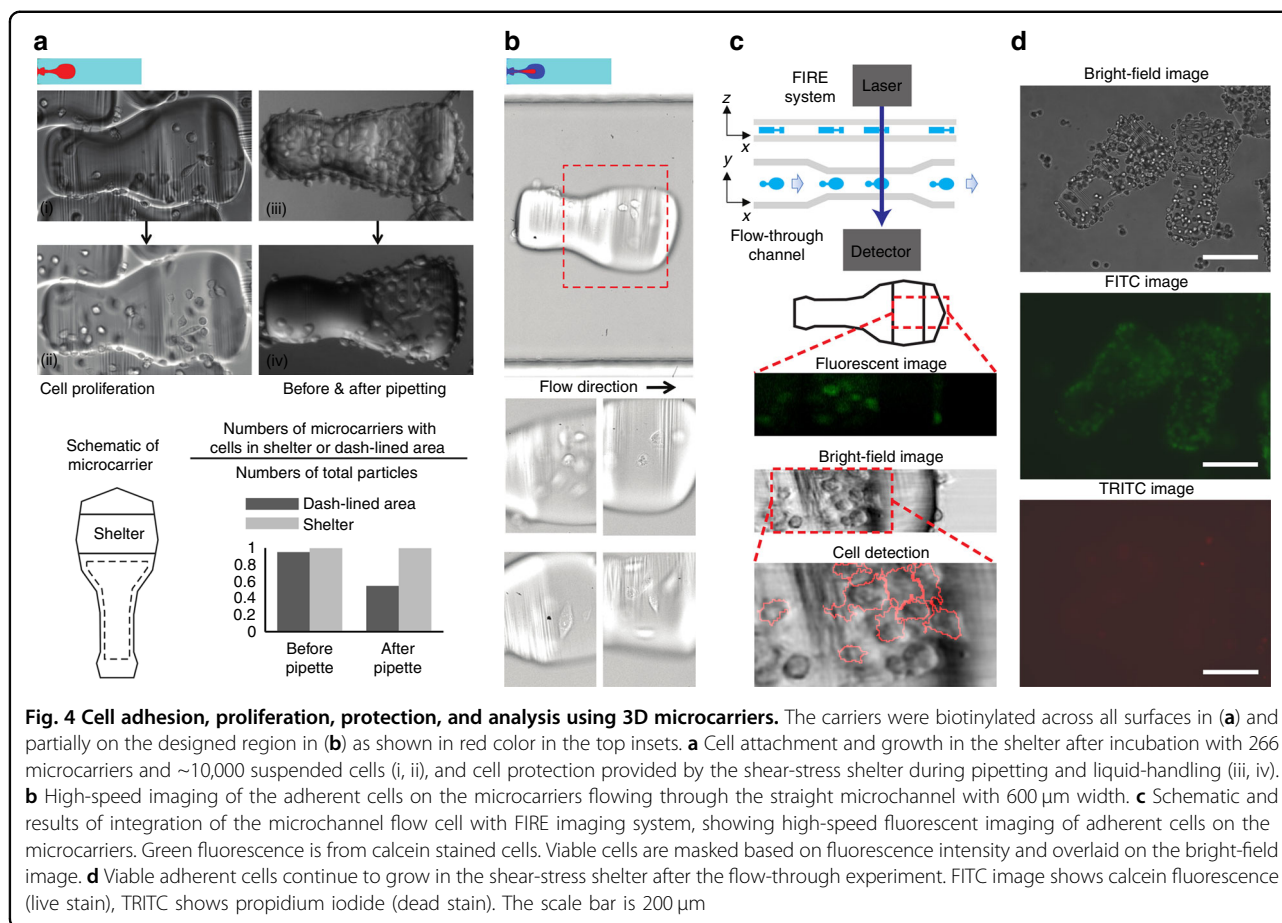 a
(i)
(iii)
(ii)
(iv)
Cell proliferation
Before & after pipetting
Schematic of
microcarrier
Shelter
Numbers of microcarriers with
cells in shelter or dash-lined area
Numbers of total particles
Dash-lined area
Shelter
1
0.8
0.6
0.4
0.2
0
Before
pipette
After
pipette
b
Flow direction
c
FIRE
system
Laser
z
x
y
x
Flow-through
channel
Detector
Fluorescent image
Bright-field image
Cell detection
d
Bright-field image
FITC image
TRITC image
Fig. 4 Cell adhesion, proliferation, protection, and analysis using 3D microcarriers. The carriers were biotinylated across all surfaces in (a) and
partially on the designed region in (b) as shown in red color in the top insets. a Cell attachment and growth in the shelter after incubation with 266
microcarriers and ~10,000 suspended cells (i, ii), and cell protection provided by the shear-stress shelter during pipetting and liquid-handling (iii, iv).
b High-speed imaging of the adherent cells on the microcarriers flowing through the straight microchannel with 600 µm width. c Schematic and
results of integration of the microchannel flow cell with FIRE imaging system, showing high-speed fluorescent imaging of adherent cells on the
microcarriers. Green fluorescence is from calcein stained cells. Viable cells are masked based on fluorescence intensity and overlaid on the bright-field
image. d Viable adherent cells continue to grow in the shear-stress shelter after the flow-through experiment. FITC image shows calcein fluorescence
(live stain), TRITC shows propidium iodide (dead stain). The scale bar is 200 µm